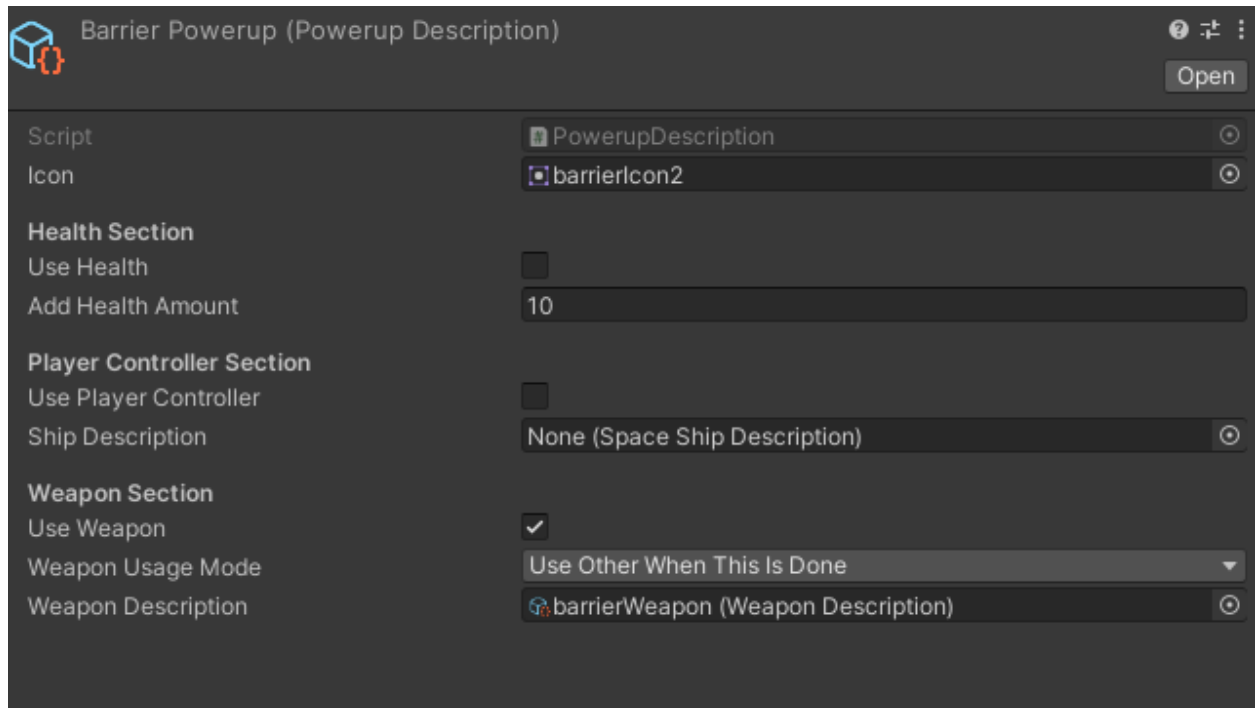 Barrier Powerup (Powerup Description)
Open
Script PowerupDescription
Icon barrierIcon2
Health Section
Use Health
Add Health Amount 10
Player Controller Section
Use Player Controller
Ship Description None (Space Ship Description)
Weapon Section
Use Weapon
Weapon Usage Mode Use Other When This Is Done
Weapon Description barrierWeapon (Weapon Description)